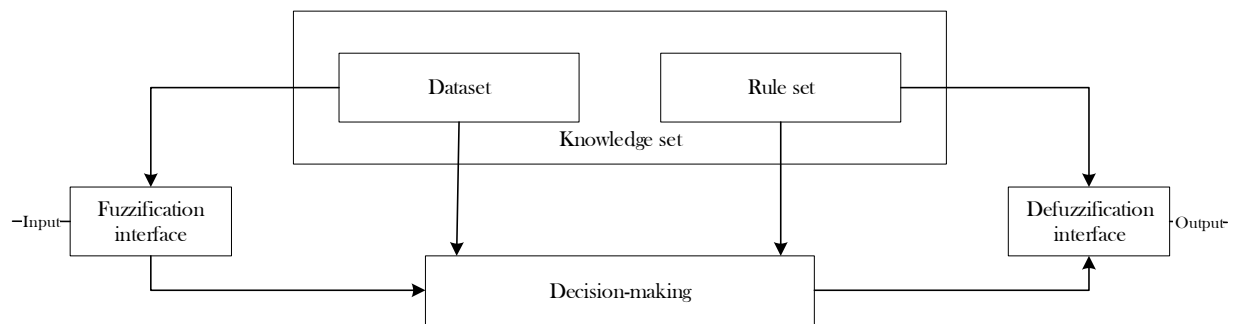 Dataset
Rule set
Knowledge set
Input
Fuzzification
interface
Defuzzification
interface
Output
Decision-making